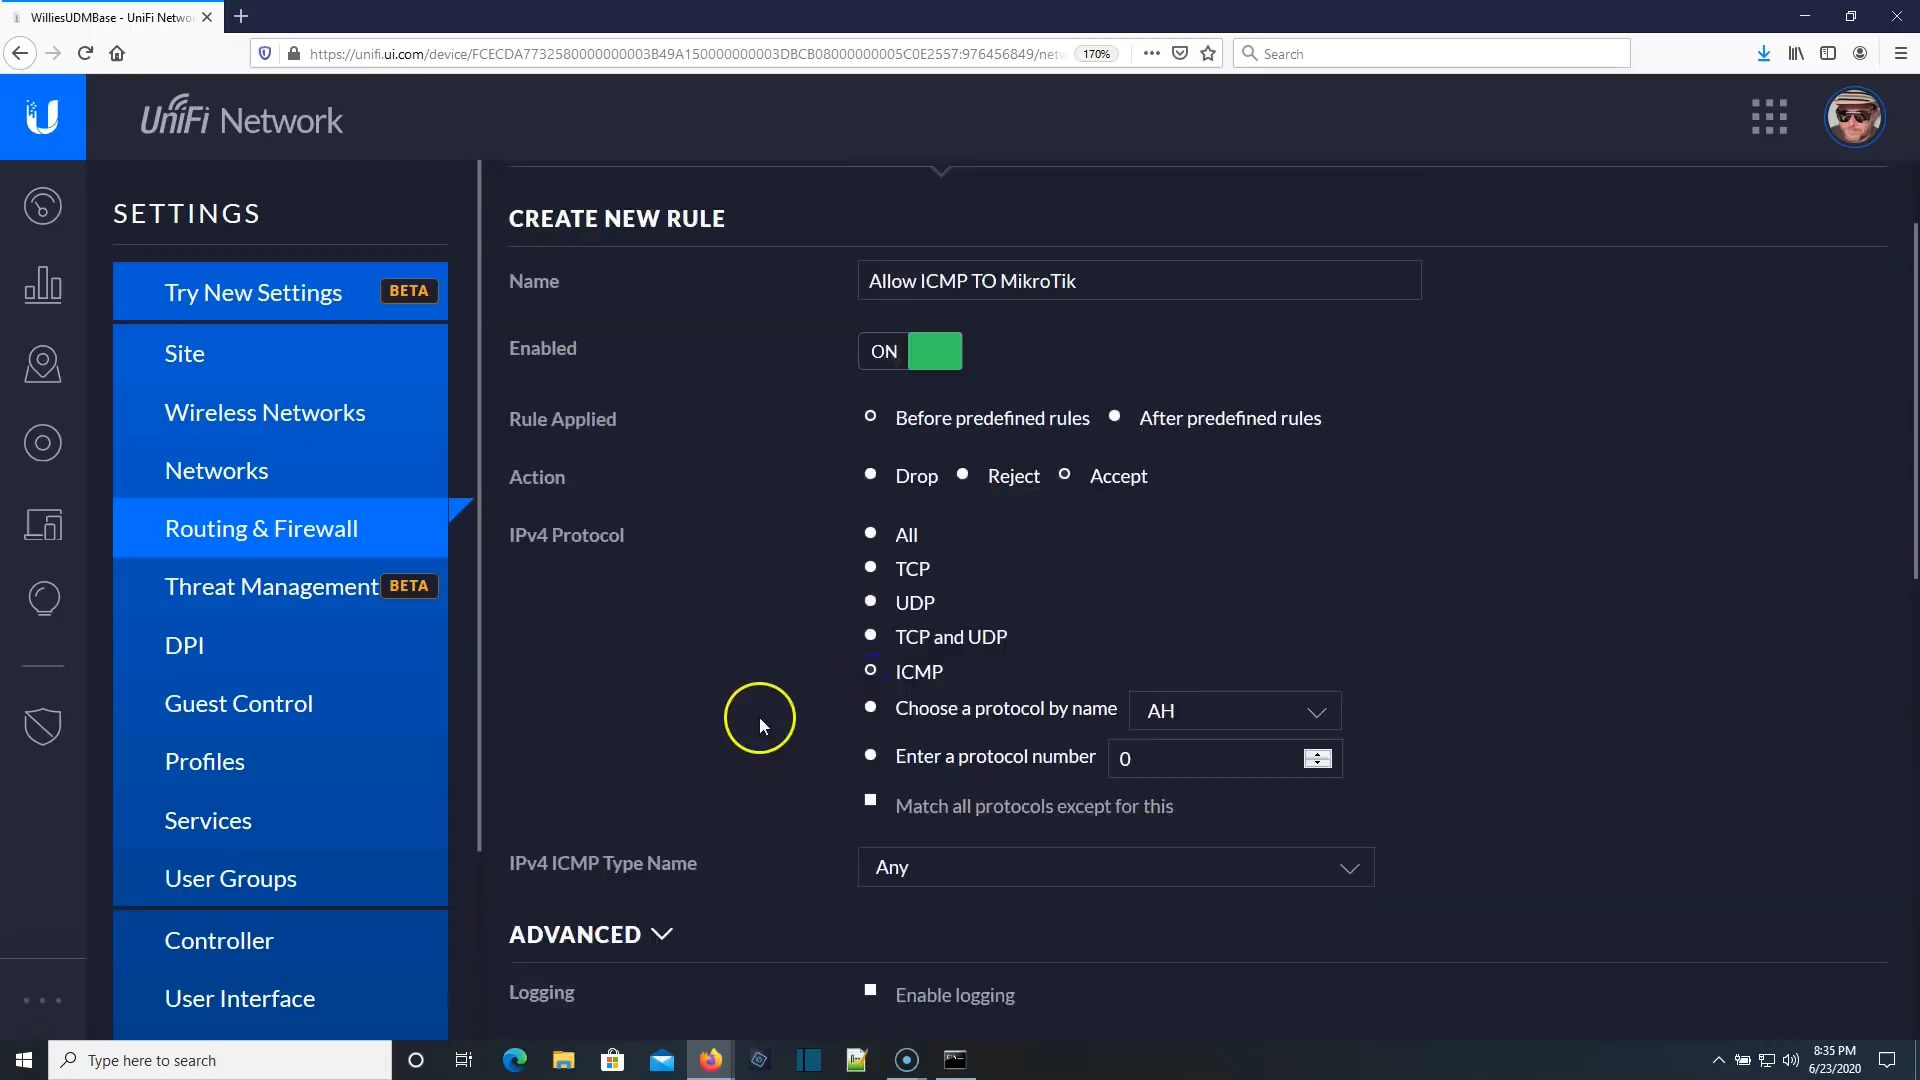 WilliesUDMBase - UniFi Netwo
https://unifi.ui.com/device/FCECDA7732580000000003B49A150000000003DBCB08000000005C0E2557:976456849/netw
170%
Search
UniFi Network
SETTINGS
Try New Settings BETA
Site
Wireless Networks
Networks
Routing & Firewall
Threat Management BETA
DPI
Guest Control
Profiles
Services
User Groups
Controller
User Interface
CREATE NEW RULE
Name Allow ICMP TO MikroTik
Enabled ON
Rule Applied Before predefined rules After predefined rules
Action Drop Reject Accept
IPv4 Protocol All
TCP
UDP
TCP and UDP
ICMP
Choose a protocol by name AH
Enter a protocol number 0
Match all protocols except for this
IPv4 ICMP Type Name Any
ADVANCED
Logging Enable logging
Type here to search
8:35 PM
6/23/2020